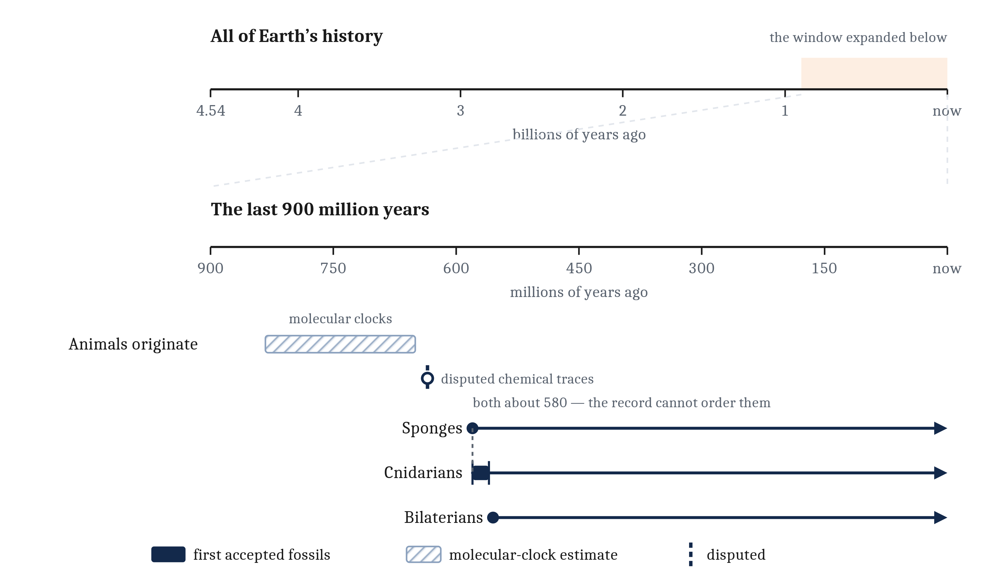 All of Earth’s history
the window expanded below
4.54 4 3 2 1 now
billions of years ago
The last 900 million years
900 750 600 450 300 150 now
millions of years ago
molecular clocks
Animals originate
disputed chemical traces
both about 580 — the record cannot order them
Sponges
Cnidarians
Bilaterians
first accepted fossils molecular-clock estimate disputed